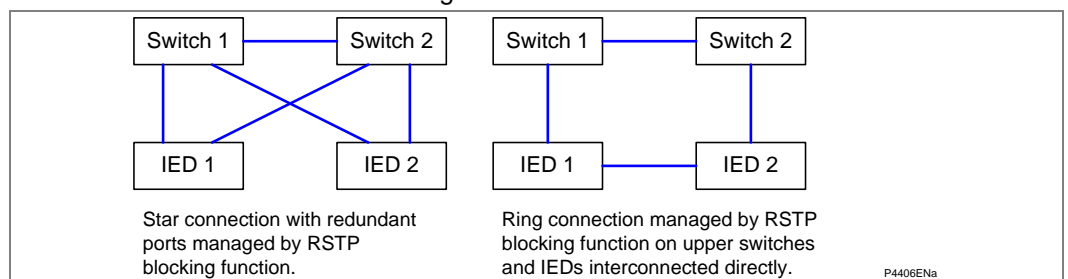 Switch 1 Switch 2 Switch 1 Switch 2
IED 1 IED 2 IED 1 IED 2
Star connection with redundant
ports managed by RSTP
blocking function.
Ring connection managed by RSTP
blocking function on upper switches
and IEDs interconnected directly.
P4406ENa